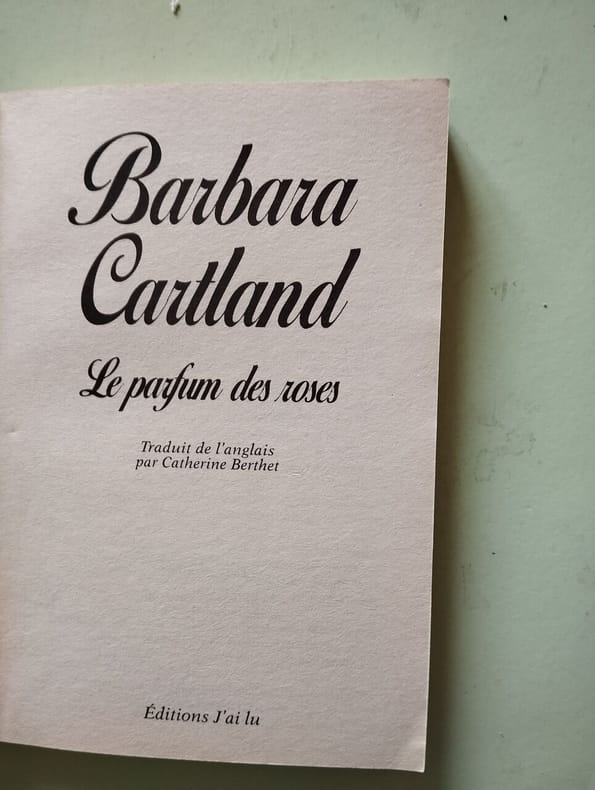 Barbara
Cartland
Le parfum des roses
Traduit de l'anglais
par Catherine Berthet
Éditions J'ai lu